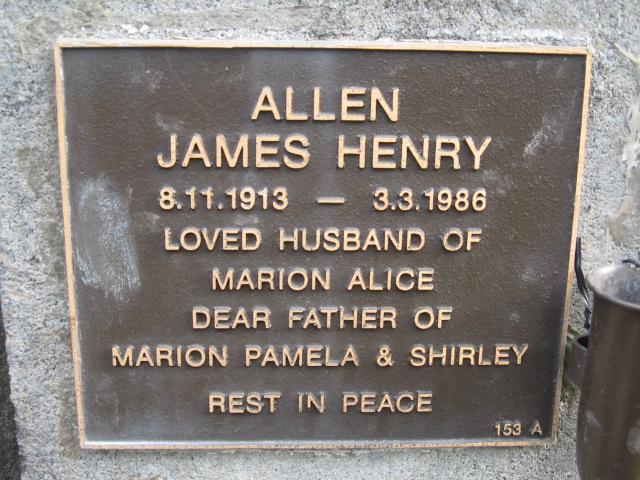 ALLEN
JAMES HENRY
8.11.1913 — 3.3.1986
LOVED HUSBAND OF
MARION ALICE
DEAR FATHER OF
MARION PAMELA & SHIRLEY
REST IN PEACE
153 A